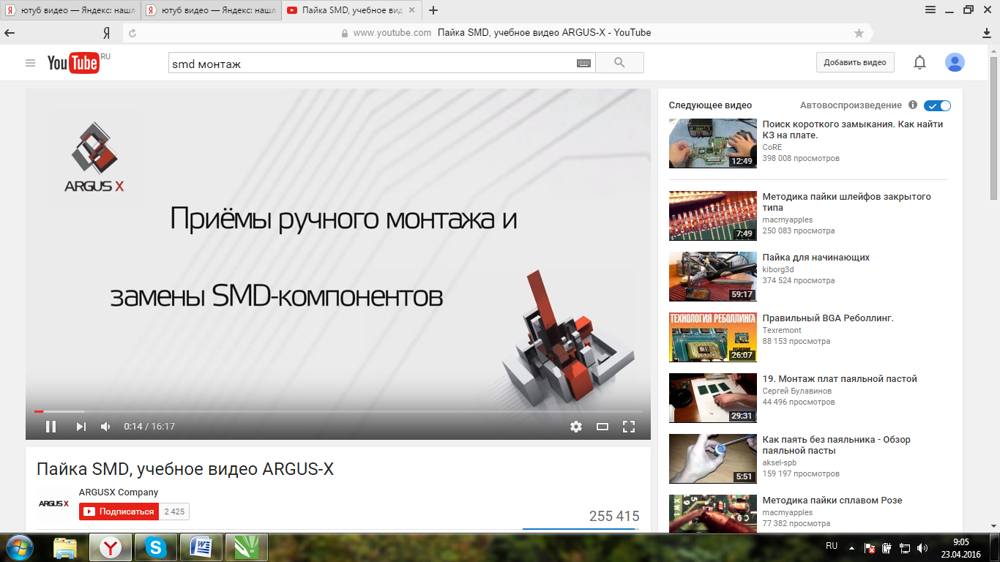 ютуб видео — Яндекс: нашл
ютуб видео — Яндекс: нашл
Пайка SMD, учебное вид
Я
www.youtube.com Пайка SMD, учебное видео ARGUS-X - YouTube
YouTube RU
smd монтаж
Добавить видео
ARGUS X
Приёмы ручного монтажа и
замены SMD-компонентов
0:14 / 16:17
Пайка SMD, учебное видео ARGUS-X
ARGUS X
ARGUSX Company
Подписаться 2 425
255 415
Следующее видео Автовоспроизведение
CORE
12:49
Поиск короткого замыкания. Как найти
КЗ на плате.
CoRE
398 008 просмотров
7:49
Методика пайки шлейфов закрытого
типа
macmyapples
250 083 просмотра
59:17
Пайка для начинающих
kiborg3d
374 524 просмотра
ТЕХНОЛОГИЯ РЕБОЛЛИНГА
26:07
Правильный BGA Реболлинг.
Texremont
88 153 просмотра
29:31
19. Монтаж плат паяльной пастой
Сергей Булавинов
44 496 просмотров
5:51
Как паять без паяльника - Обзор
паяльной пасты
aksel-spb
159 197 просмотров
Методика пайки сплавом Розе
macmyapples
77 382 просмотра
RU
9:05
23.04.2016